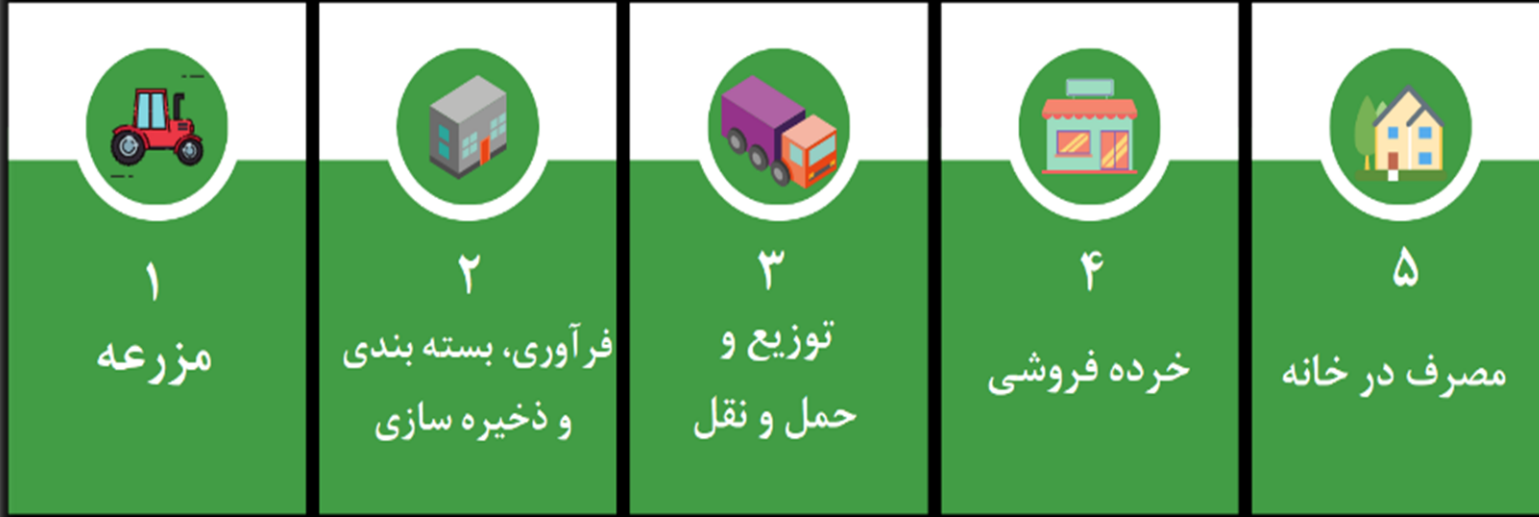 ۱
مزرعه
۲
فرآوری، بسته بندی
و ذخیره سازی
۳
توزیع و
حمل و نقل
۴
خرده فروشی
۵
مصرف در خانه